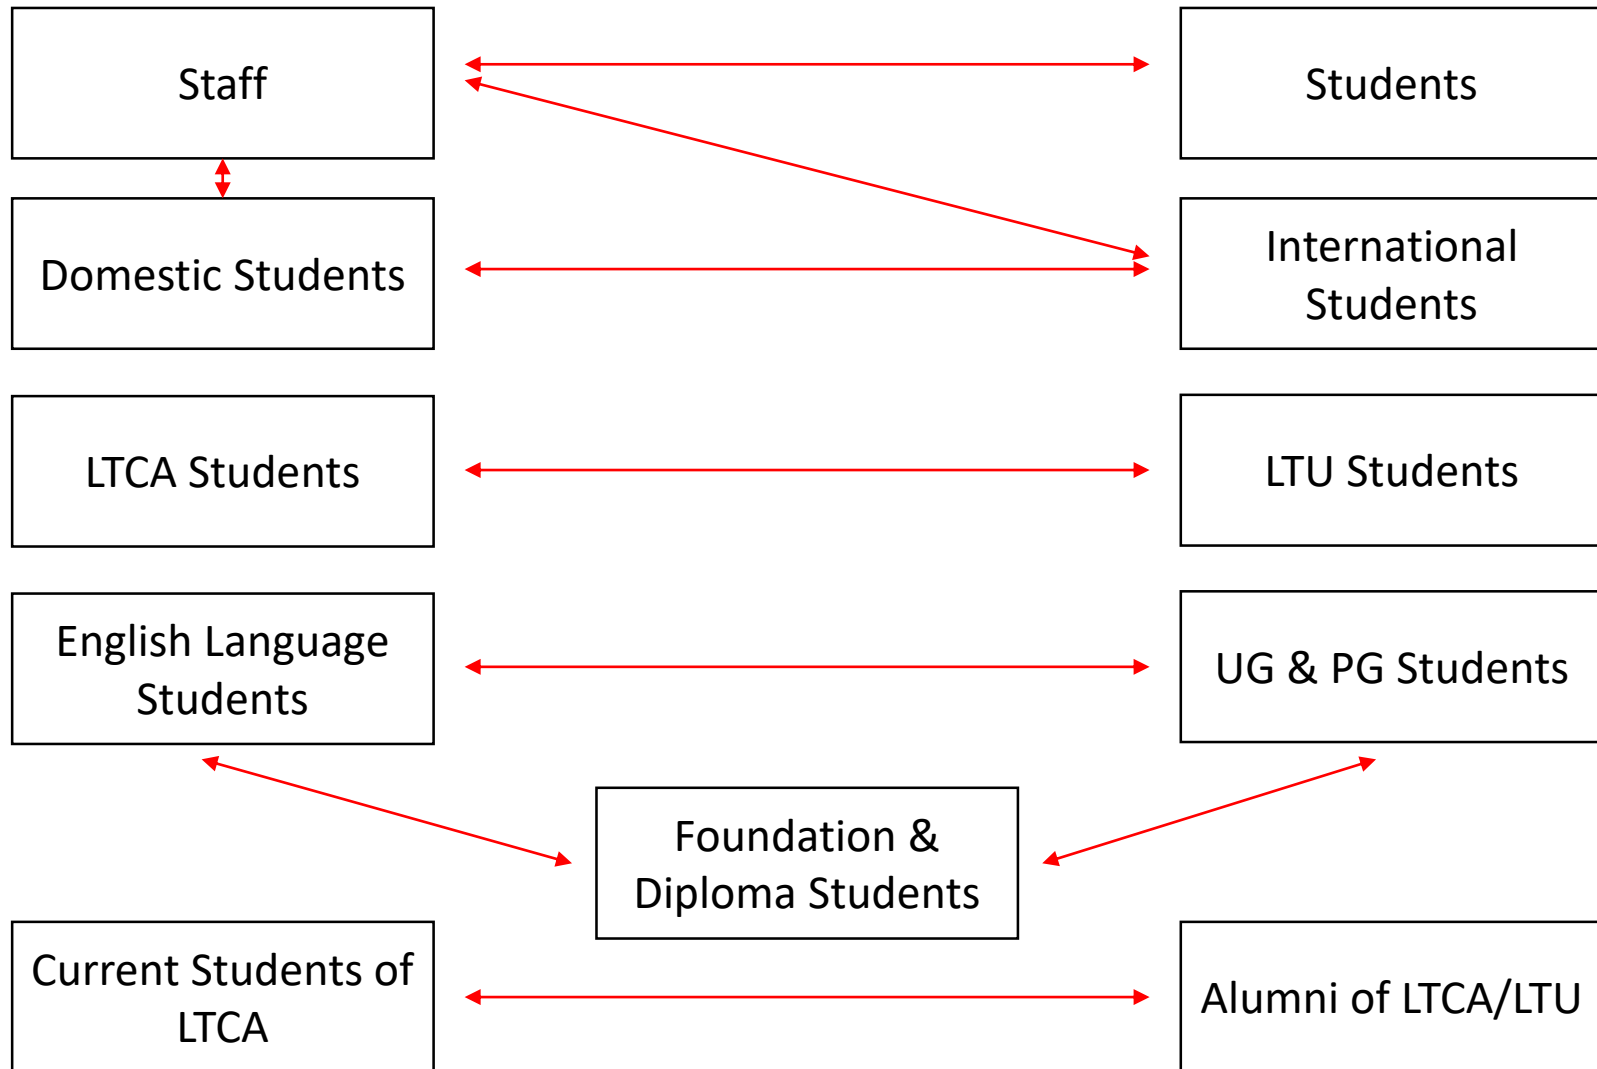 Staff
Students
Domestic Students
International
Students
LTCA Students
LTU Students
English Language
Students
UG & PG Students
Foundation &
Diploma Students
Current Students of
LTCA
Alumni of LTCA/LTU